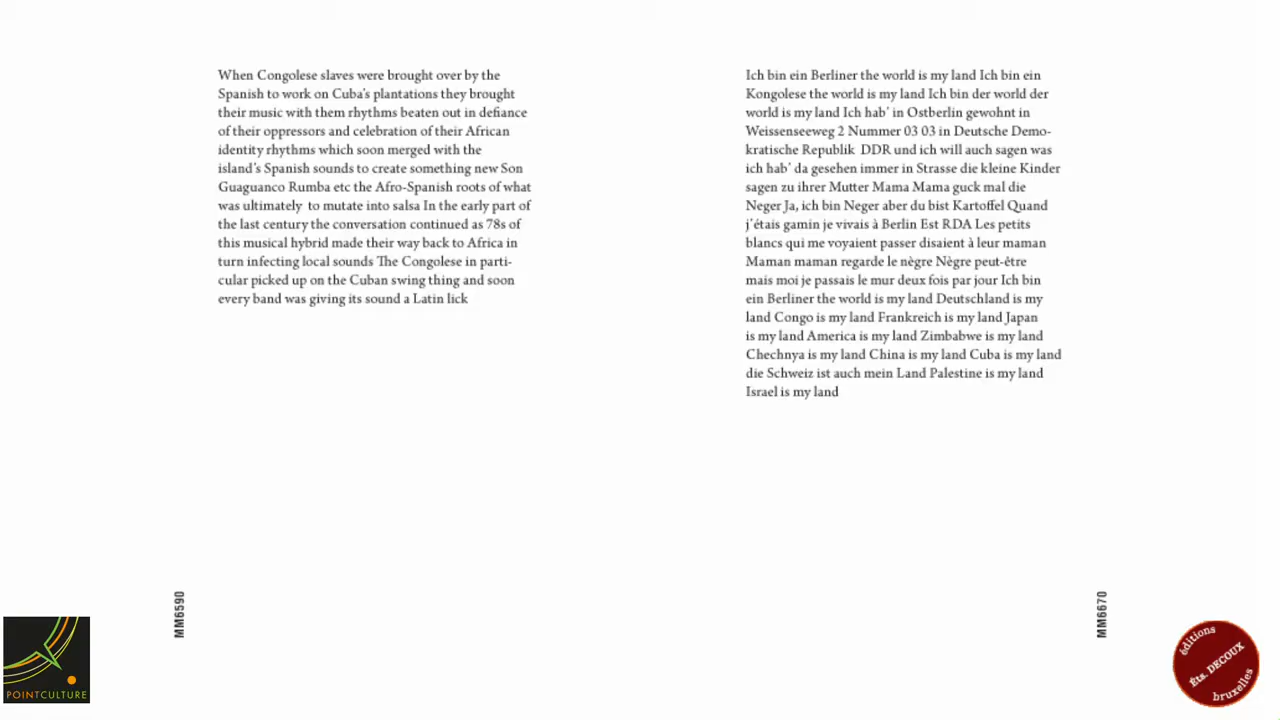 When Congolese slaves were brought over by the
Spanish to work on Cuba's plantations they brought
their music with them rhythms beaten out in defiance
of their oppressors and celebration of their African
identity rhythms which soon merged with the
island's Spanish sounds to create something new Son
Guaguanco Rumba etc the Afro-Spanish roots of what
was ultimately to mutate into salsa In the early part of
the last century the conversation continued as 78s of
this musical hybrid made their way back to Africa in
turn infecting local sounds The Congolese in parti-
cular picked up on the Cuban swing thing and soon
every band was giving its sound a Latin lick
MM6590
Ich bin ein Berliner the world is my land Ich bin ein
Kongolese the world is my land Ich bin der world der
world is my land Ich hab' in Ostberlin gewohnt in
Weissenseeweg 2 Nummer 03 03 in Deutsche Demo-
kratische Republik DDR und ich will auch sagen was
ich hab' da gesehen immer in Strasse die kleine Kinder
sagen zu ihrer Mutter Mama Mama guck mal die
Neger Ja, ich bin Neger aber du bist Kartoffel Quand
j'étais gamin je vivais à Berlin Est RDA Les petits
blancs qui me voyaient passer disaient à leur maman
Maman maman regarde le nègre Nègre peut-être
mais moi je passais le mur deux fois par jour Ich bin
ein Berliner the world is my land Deutschland is my
land Congo is my land Frankreich is my land Japan
is my land America is my land Zimbabwe is my land
Chechnya is my land China is my land Cuba is my land
die Schweiz ist auch mein Land Palestine is my land
Israel is my land
MM6670
POINTCULTURE
éditions
Éts. DECOUX
bruxelles